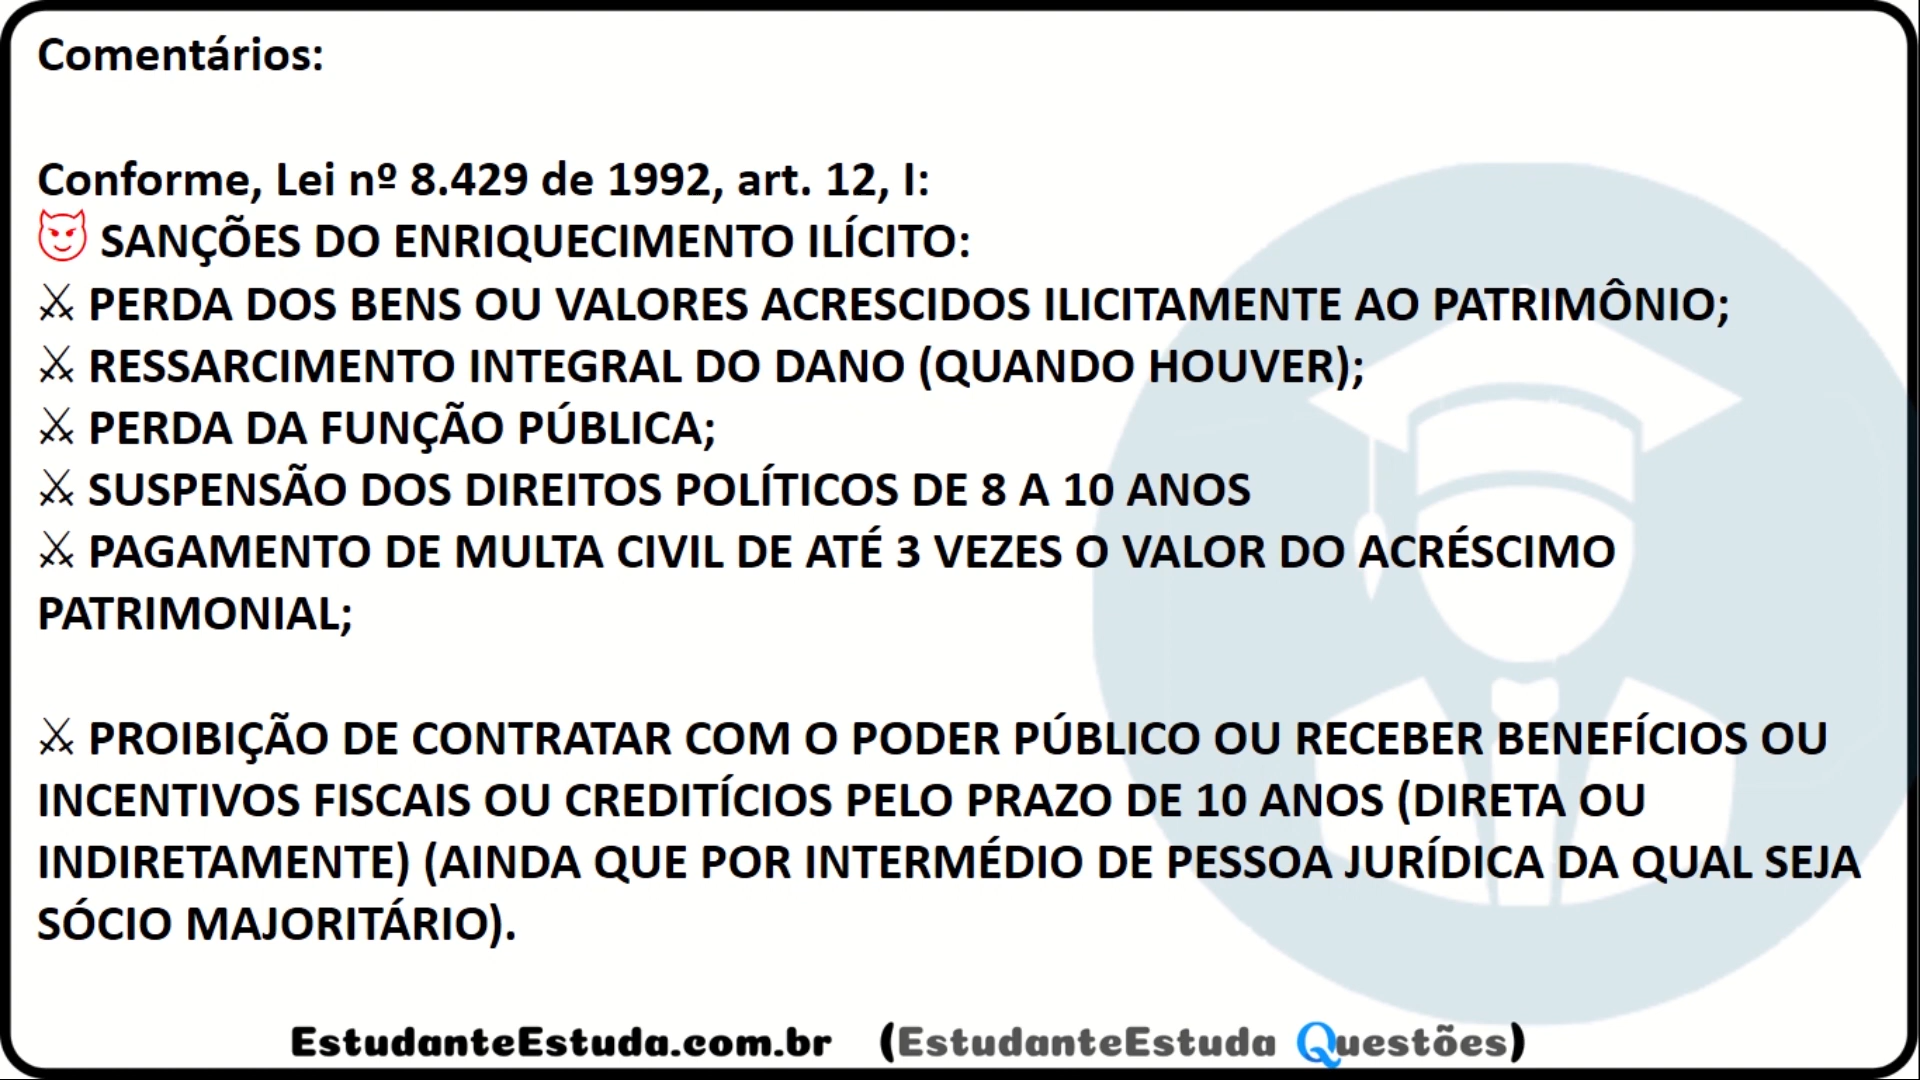 Comentários:
Conforme, Lei nº 8.429 de 1992, art. 12, I:
😈 SANÇÕES DO ENRIQUECIMENTO ILÍCITO:
⚔ PERDA DOS BENS OU VALORES ACRESCIDOS ILICITAMENTE AO PATRIMÔNIO;
⚔ RESSARCIMENTO INTEGRAL DO DANO (QUANDO HOUVER);
⚔ PERDA DA FUNÇÃO PÚBLICA;
⚔ SUSPENSÃO DOS DIREITOS POLÍTICOS DE 8 A 10 ANOS
⚔ PAGAMENTO DE MULTA CIVIL DE ATÉ 3 VEZES O VALOR DO ACRÉSCIMO
PATRIMONIAL;
⚔ PROIBIÇÃO DE CONTRATAR COM O PODER PÚBLICO OU RECEBER BENEFÍCIOS OU
INCENTIVOS FISCAIS OU CREDITÍCIOS PELO PRAZO DE 10 ANOS (DIRETA OU
INDIRETAMENTE) (AINDA QUE POR INTERMÉDIO DE PESSOA JURÍDICA DA QUAL SEJA
SÓCIO MAJORITÁRIO).
EstudanteEstuda.com.br (EstudanteEstuda Questões)